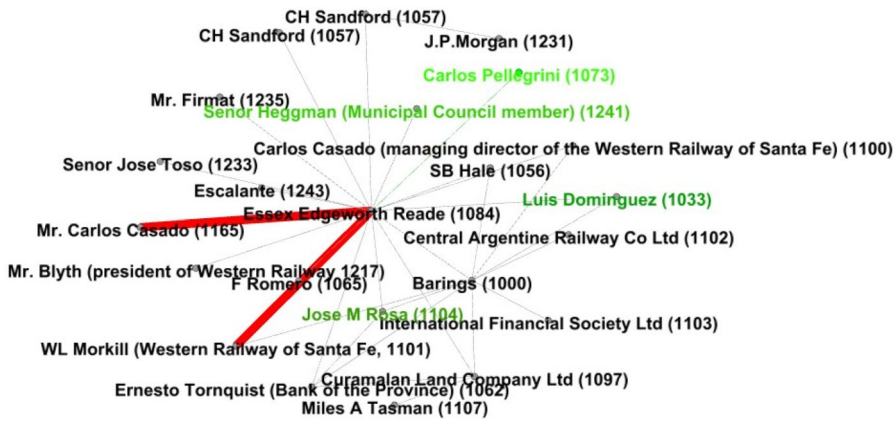 CH Sandford (1057)
CH Sandford (1057)
J.P.Morgan (1231)
Carlos Pellegrini (1073)
Mr. Firmat (1235)
Senor Heggman (Municipal Council member) (1241)
Carlos Casado (managing director of the Western Railway of Santa Fe) (1100)
Senor Jose Toso (1233)
SB Hale (1056)
Escalante (1243)
Luis Dominguez (1033)
Essex Edgeworth Reade (1084)
Mr. Carlos Casado (1165)
Central Argentine Railway Co Ltd (1102)
Mr. Blyth (president of Western Railway 1217)
F Romero (1065)
Barings (1000)
Jose M Rosa (1104)
International Financial Society Ltd (1103)
WL Morkill (Western Railway of Santa Fe, 1101)
Curamalan Land Company Ltd (1097)
Ernesto Tornquist (Bank of the Province) (1062)
Miles A Tasman (1107)